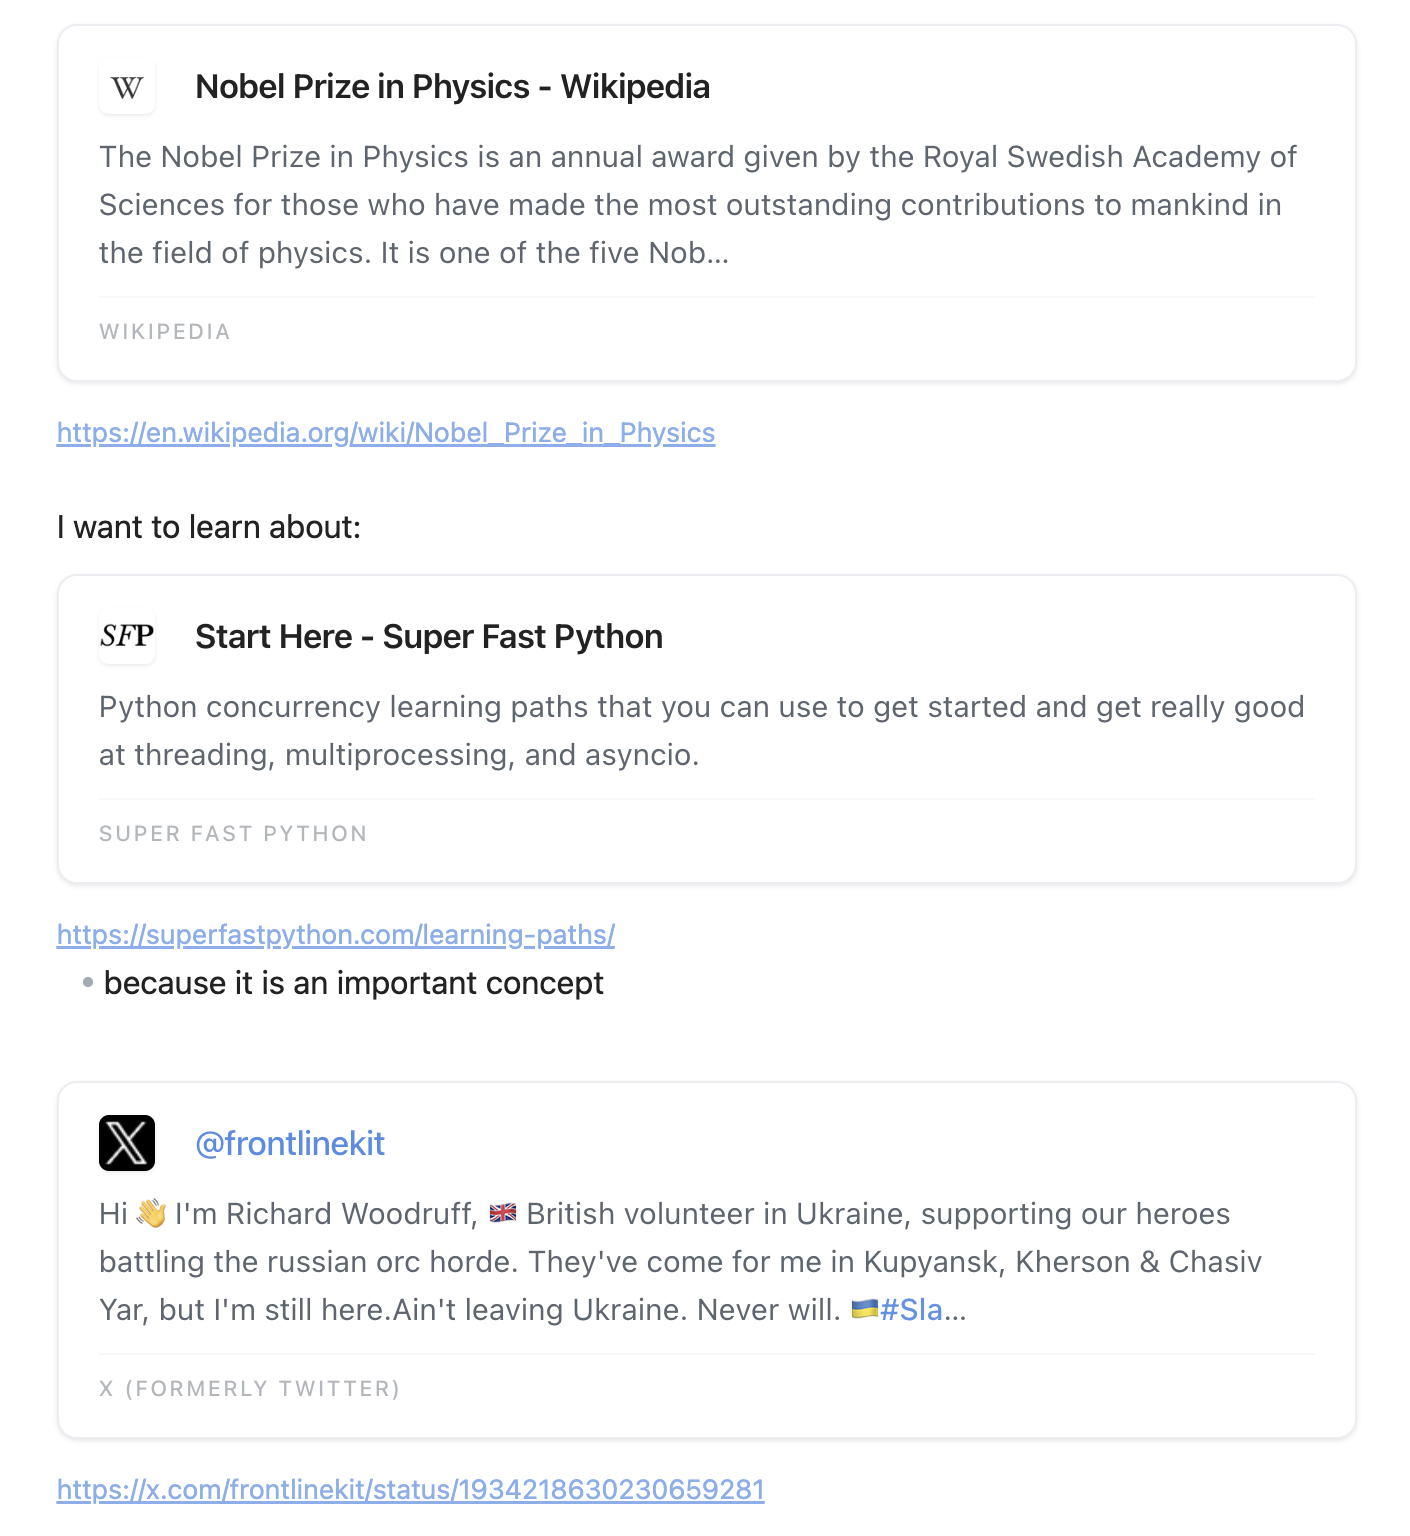 W
Nobel Prize in Physics - Wikipedia
The Nobel Prize in Physics is an annual award given by the Royal Swedish Academy of
Sciences for those who have made the most outstanding contributions to mankind in
the field of physics. It is one of the five Nob...
WIKIPEDIA
https://en.wikipedia.org/wiki/Nobel_Prize_in_Physics
I want to learn about:
SFP
Start Here - Super Fast Python
Python concurrency learning paths that you can use to get started and get really good
at threading, multiprocessing, and asyncio.
SUPER FAST PYTHON
https://superfastpython.com/learning-paths/
• because it is an important concept
X
@frontlinekit
Hi 👋 I'm Richard Woodruff, 🇬🇧 British volunteer in Ukraine, supporting our heroes
battling the russian orc horde. They've come for me in Kupyansk, Kherson & Chasiv
Yar, but I'm still here.Ain't leaving Ukraine. Never will. 🇺🇦#Sla...
X (FORMERLY TWITTER)
https://x.com/frontlinekit/status/1934218630230659281